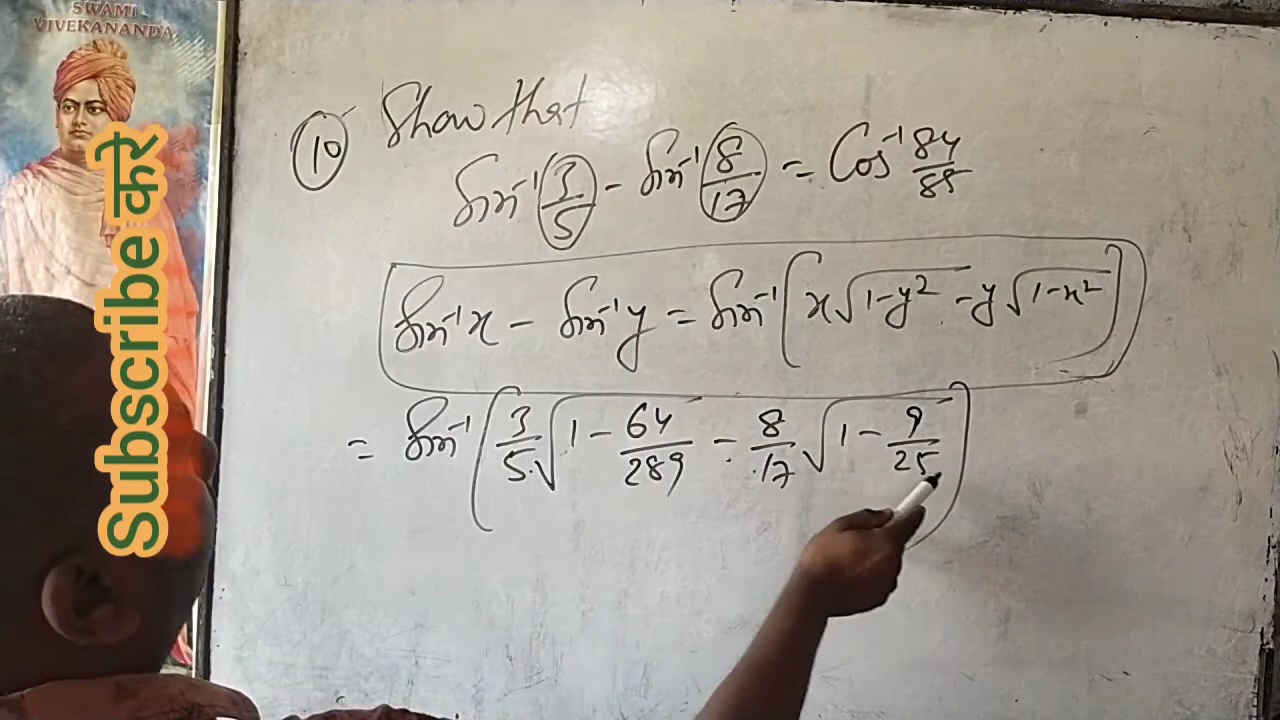 SWAMI
VIVEKANANDA
Subscribe करे
10 Show that
sin⁻¹ 3/5 - sin⁻¹ 8/17 = Cos⁻¹ 84/85
sin⁻¹x - sin⁻¹y = sin⁻¹[x√1-y² - y√1-x²]
= sin⁻¹[3/5 √1 - 64/289 - 8/17 √1 - 9/25]